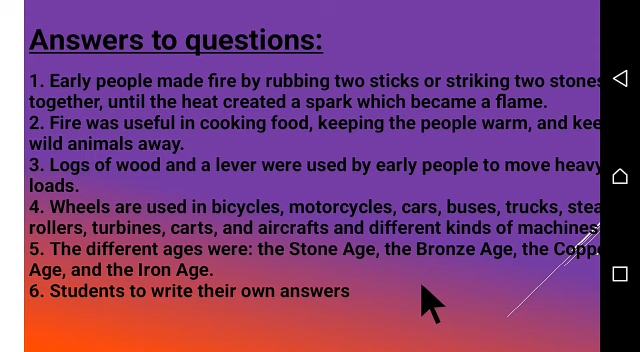 Answers to questions:
1. Early people made fire by rubbing two sticks or striking two stones
together, until the heat created a spark which became a flame.
2. Fire was useful in cooking food, keeping the people warm, and
wild animals away.
3. Logs of wood and a lever were used by early people to move heavy
loads.
4. Wheels are used in bicycles, motorcycles, cars, buses, trucks,
rollers, turbines, carts, and aircrafts and different kinds of machines
5. The different ages were: the Stone Age, the Bronze Age, the
Age, and the Iron Age.
6. Students to write their own answers